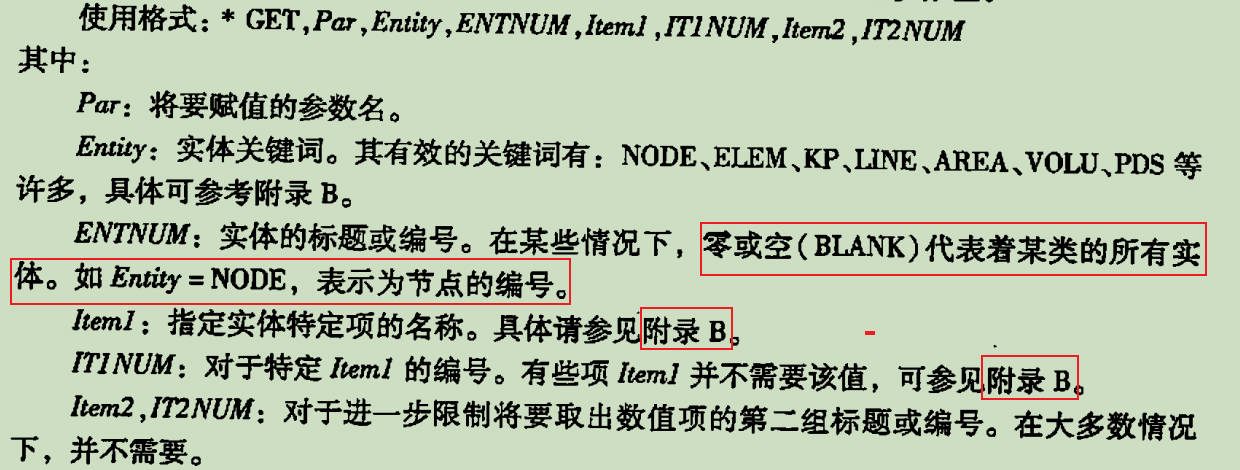 使用格式：* GET,Par,Entity,ENTNUM,Item1,IT1NUM,Item2,IT2NUM
其中：
Par：将要赋值的参数名。
Entity：实体关键词。其有效的关键词有：NODE、ELEM、KP、LINE、AREA、VOLU、PDS 等
许多，具体可参考附录 B。
ENTNUM：实体的标题或编号。在某些情况下，零或空(BLANK)代表着某类的所有实
体。如 Entity = NODE，表示为节点的编号。
Item1：指定实体特定项的名称。具体请参见附录 B。
IT1NUM：对于特定 Item1 的编号。有些项 Item1 并不需要该值，可参见附录 B。
Item2,IT2NUM：对于进一步限制将要取出数值项的第二组标题或编号。在大多数情况
下，并不需要。